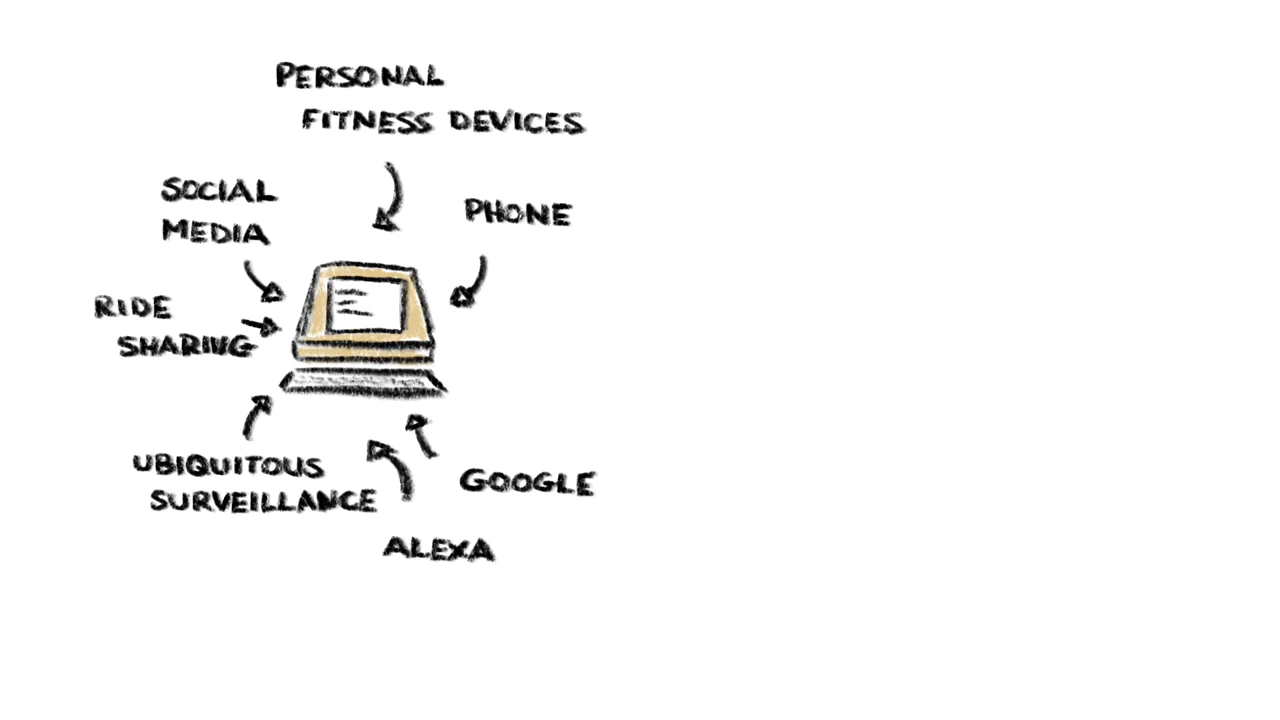 PERSONAL
FITNESS DEVICES
SOCIAL
MEDIA
PHONE
RIDE
SHARING
UBIQUITOUS
SURVEILLANCE
GOOGLE
ALEXA